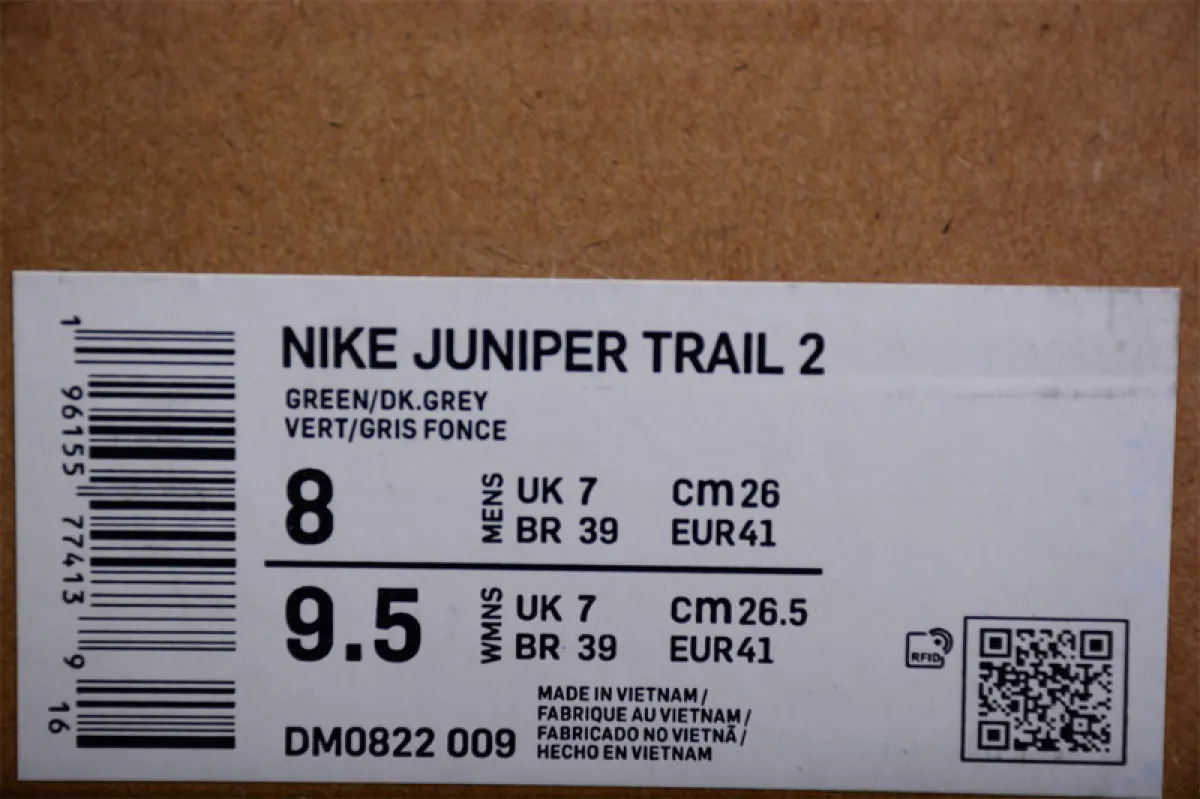 NIKE JUNIPER TRAIL 2
GREEN/DK.GREY
VERT/GRIS FONCE
8
MENS
UK 7 cm 26
BR 39 EUR 41
9.5
WMNS
UK 7 cm 26.5
BR 39 EUR 41
MADE IN VIETNAM /
FABRIQUE AU VIETNAM /
FABRICADO NO VIETNÃ /
HECHO EN VIETNAM
DM0822 009
1 96155 77413 9 16
RFID